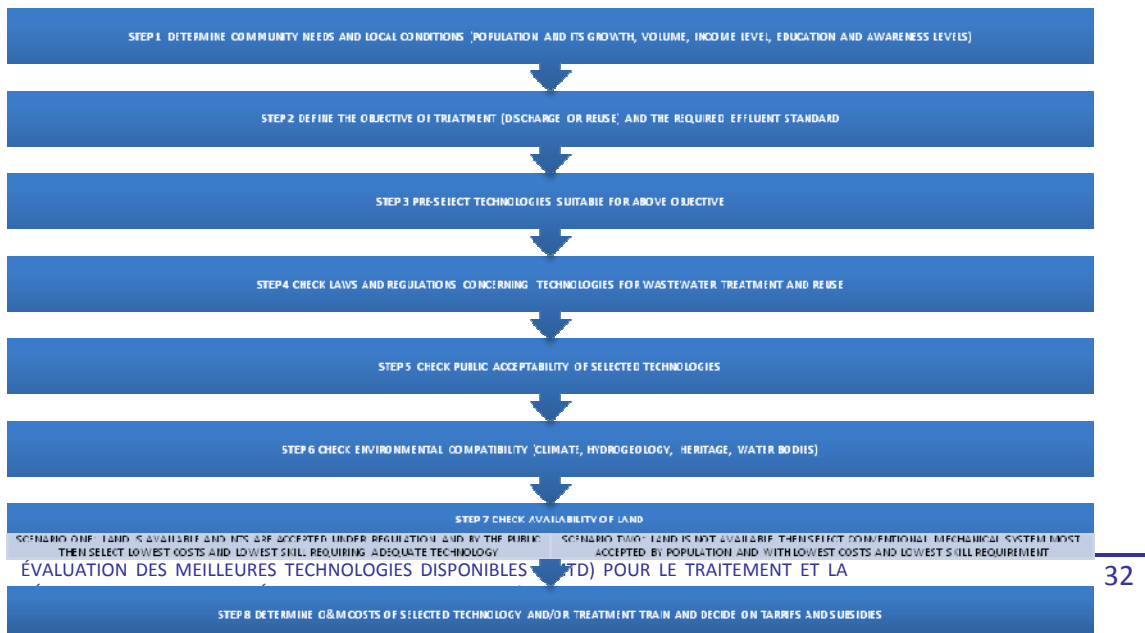 STEP 1 DETERMINE COMMUNITY NEEDS AND LOCAL CONDITIONS (POPULATION AND ITS GROWTH, VOLUME, INCOME LEVEL, EDUCATION AND AWARENESS LEVELS)
STEP 2 DEFINE THE OBJECTIVE OF TREATMENT (DISCHARGE OR REUSE) AND THE REQUIRED EFFLUENT STANDARD
STEP 3 PRE-SELECT TECHNOLOGIES SUITABLE FOR ABOVE OBJECTIVE
STEP 4 CHECK LAWS AND REGULATIONS CONCERNING TECHNOLOGIES FOR WASTEWATER TREATMENT AND REUSE
STEP 5 CHECK PUBLIC ACCEPTABILITY OF SELECTED TECHNOLOGIES
STEP 6 CHECK ENVIRONMENTAL COMPATIBILITY (CLIMATE, HYDROGEOLOGY, HERITAGE, WATER BODIES)
STEP 7 CHECK AVAILABILITY OF LAND
SCENARIO ONE: LAND IS AVAILABLE AND NTS ARE ACCEPTED UNDER REGULATION AND BY THE PUBLIC
THEN SELECT LOWEST COSTS AND LOWEST SKILL REQUIRING ADEQUATE TECHNOLOGY
SCENARIO TWO: LAND IS NOT AVAILABLE THEN SELECT CONVENTIONAL MECHANICAL SYSTEM MOST
ACCEPTED BY POPULATION AND WITH LOWEST COSTS AND LOWEST SKILL REQUIREMENT
ÉVALUATION DES MEILLEURES TECHNOLOGIES DISPONIBLES TD) POUR LE TRAITEMENT ET LA
32
STEP 8 DETERMINE O&M COSTS OF SELECTED TECHNOLOGY AND/OR TREATMENT TRAIN AND DECIDE ON TARRIFS AND SUBSIDIES